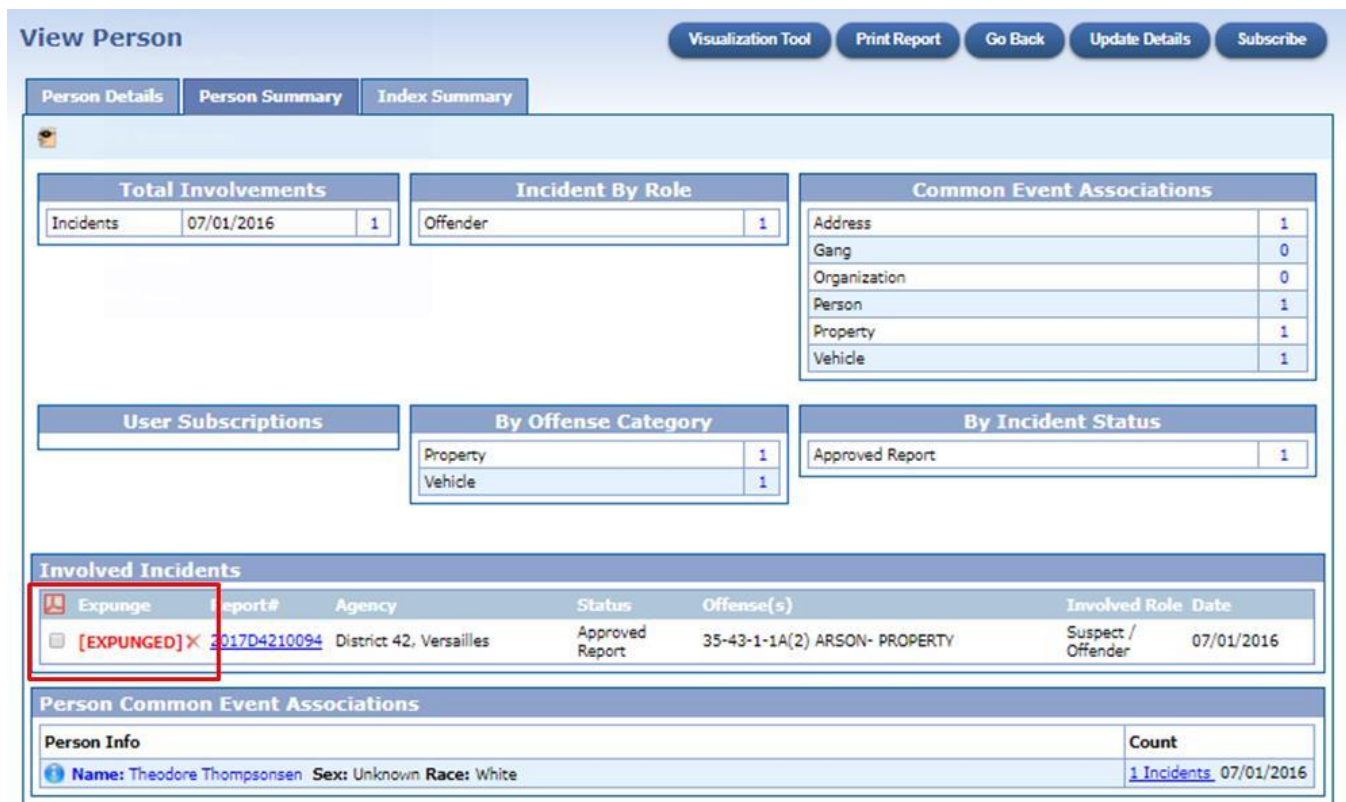 View Person
Visualization Tool Print Report Go Back Update Details Subscribe
Person Details Person Summary Index Summary
Total Involvements
Incidents 07/01/2016 1
Incident By Role
Offender 1
Common Event Associations
Address 1
Gang 0
Organization 0
Person 1
Property 1
Vehicle 1
User Subscriptions
By Offense Category
Property 1
Vehicle 1
By Incident Status
Approved Report 1
Involved Incidents
Expunge Report# Agency Status Offense(s) Involved Role Date
[EXPUNGED] 2017D4210094 District 42, Versailles Approved Report 35-43-1-1A(2) ARSON- PROPERTY Suspect / Offender 07/01/2016
Person Common Event Associations
Person Info Count
Name: Theodore Thompsonsen Sex: Unknown Race: White 1 Incidents 07/01/2016